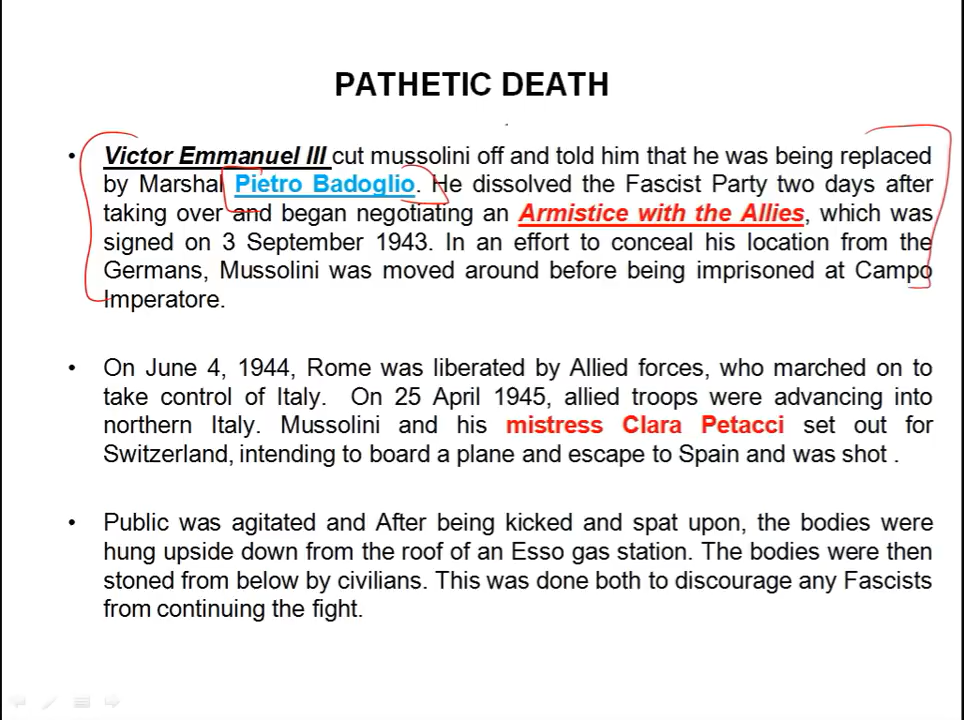 PATHETIC DEATH
• Victor Emmanuel III cut mussolini off and told him that he was being replaced
by Marshal Pietro Badoglio. He dissolved the Fascist Party two days after
taking over and began negotiating an Armistice with the Allies, which was
signed on 3 September 1943. In an effort to conceal his location from the
Germans, Mussolini was moved around before being imprisoned at Campo
Imperatore.
• On June 4, 1944, Rome was liberated by Allied forces, who marched on to
take control of Italy. On 25 April 1945, allied troops were advancing into
northern Italy. Mussolini and his mistress Clara Petacci set out for
Switzerland, intending to board a plane and escape to Spain and was shot .
• Public was agitated and After being kicked and spat upon, the bodies were
hung upside down from the roof of an Esso gas station. The bodies were then
stoned from below by civilians. This was done both to discourage any Fascists
from continuing the fight.